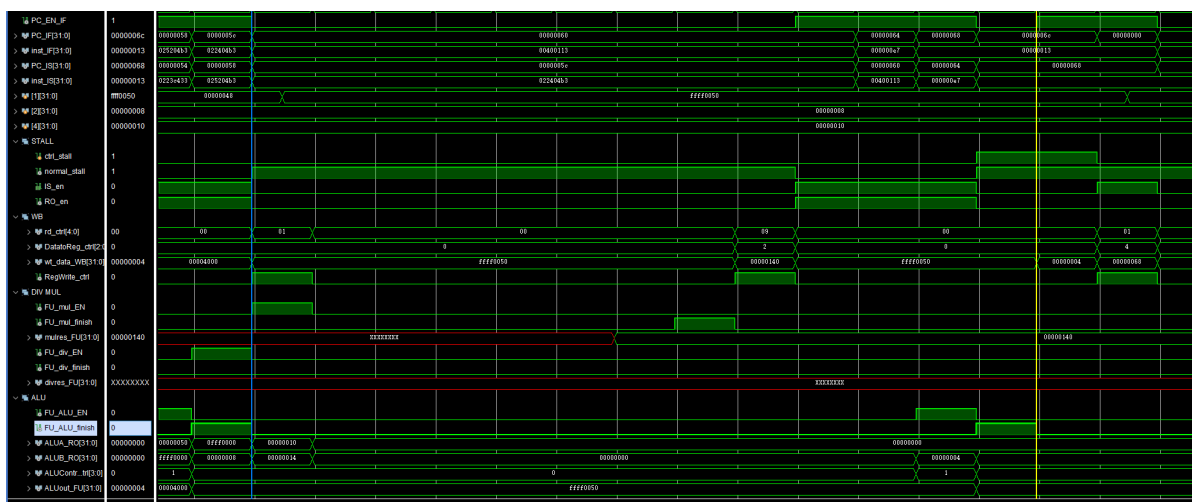 PC_EN_IF 1
PC_IF[31:0] 0000006c 00000058 0000005c 00000060 00000064 00000068 0000006c 00000000
inst_IF[31:0] 00000013 025204b3 022404b3 00400113 000000e7 00000013
PC_IS[31:0] 00000068 00000054 00000058 0000005c 00000060 00000064 00000068
inst_IS[31:0] 00000013 0223e433 025204b3 022404b3 00400113 000000e7
[1][31:0] ffff0050 00000048 ffff0050
[2][31:0] 00000008 00000008
[4][31:0] 00000010 00000010
STALL
ctrl_stall 1
normal_stall 1
IS_en 0
RO_en 0
WB
rd_ctrl[4:0] 00 00 01 00 09 00 01
DatatoReg_ctrl[2:0 0 0 2 0 4
wt_data_WB[31:0] 00000004 00004000 ffff0050 00000140 ffff0050 00000004 00000068
RegWrite_ctrl 0
DIV MUL
FU_mul_EN 0
FU_mul_finish 0
mulres_FU[31:0] 00000140 XXXXXXXX 00000140
FU_div_EN 0
FU_div_finish 0
divres_FU[31:0] XXXXXXXX XXXXXXXX
ALU
FU_ALU_EN 0
FU_ALU_finish 0
ALUA_RO[31:0] 00000000 00000050 0ffff0000 00000010 00000000
ALUB_RO[31:0] 00000000 ffff0000 00000008 00000014 00000000 00000004
ALUContr...trl[3:0] 0 1 0 1
ALUout_FU[31:0] 00000004 00004000 ffff0050